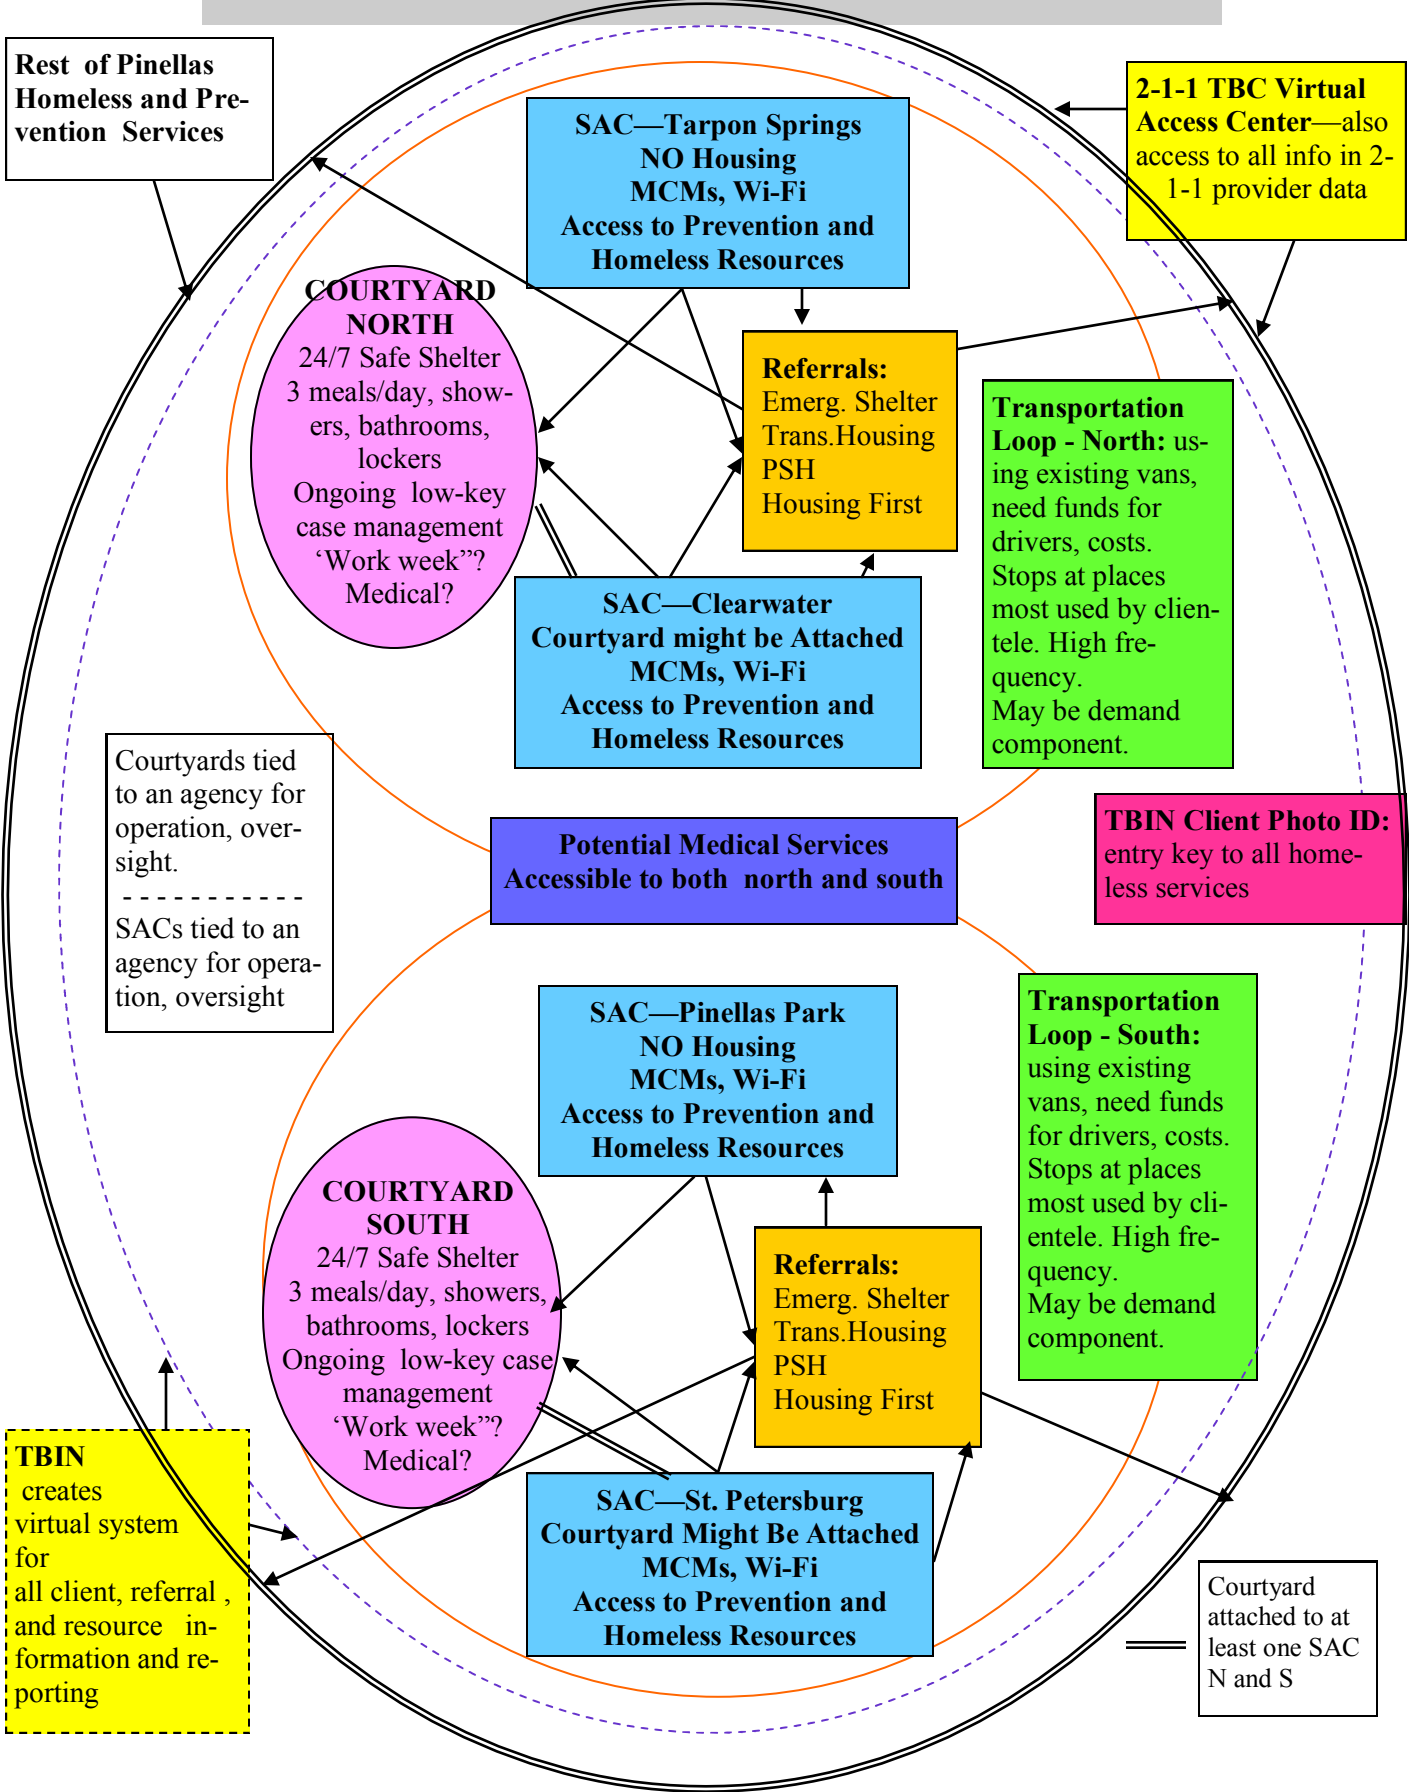 Rest  of Pinellas
Homeless and Pre-
vention  Services
2-1-1 TBC Virtual
Access Center—also
access to all info in 2-
1-1 provider data
SAC—Tarpon Springs
NO Housing
MCMs, Wi-Fi
Access to Prevention and
Homeless Resources
COURTYARD
NORTH
24/7 Safe Shelter
3 meals/day, show-
ers, bathrooms,
lockers
Ongoing  low-key
case management
‘Work week”?
Medical?
Referrals:
Emerg. Shelter
Trans.Housing
PSH
Housing First
Transportation
Loop - North: us-
ing existing vans,
need funds for
drivers, costs.
Stops at places
most used by clien-
tele. High fre-
quency.
May be demand
component.
SAC—Clearwater
Courtyard might be Attached
MCMs, Wi-Fi
Access to Prevention and
Homeless Resources
Courtyards tied
to an agency for
operation, over-
sight.
- - - - - - - - - - -
SACs tied to an
agency for opera-
tion, oversight
Potential Medical Services
Accessible to both  north and south
TBIN Client Photo ID:
entry key to all home-
less services
SAC—Pinellas Park
NO Housing
MCMs, Wi-Fi
Access to Prevention and
Homeless Resources
Transportation
Loop - South:
using existing
vans, need funds
for drivers, costs.
Stops at places
most used by cli-
entele. High fre-
quency.
May be demand
component.
COURTYARD
SOUTH
24/7 Safe Shelter
3 meals/day, showers,
bathrooms, lockers
Ongoing  low-key case
management
‘Work week”?
Medical?
Referrals:
Emerg. Shelter
Trans.Housing
PSH
Housing First
TBIN
creates
virtual system
for
all client, referral ,
and resource   in-
formation and re-
porting
SAC—St. Petersburg
Courtyard Might Be Attached
MCMs, Wi-Fi
Access to Prevention and
Homeless Resources
Courtyard
attached to at
least one SAC
N and S